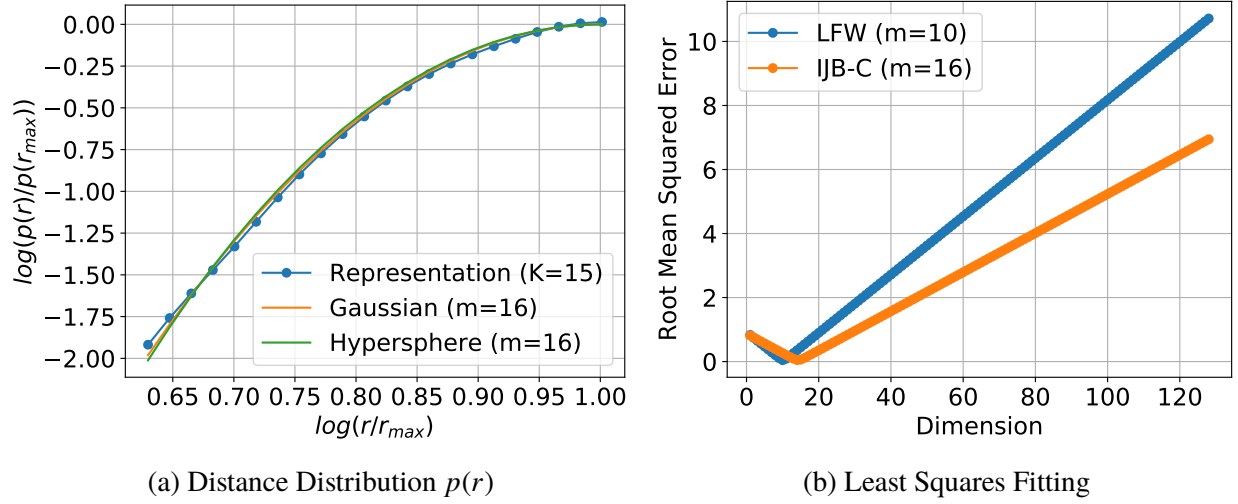 0.00
−0.25
−0.50
−0.75
−1.00
−1.25
−1.50
−1.75
−2.00
log(p(r)/p(r_max))
Representation (K=15)
Gaussian (m=16)
Hypersphere (m=16)
0.65 0.70 0.75 0.80 0.85 0.90 0.95 1.00
log(r/r_max)
(a) Distance Distribution p(r)
10
8
6
4
2
0
Root Mean Squared Error
LFW (m=10)
IJB-C (m=16)
0 20 40 60 80 100 120
Dimension
(b) Least Squares Fitting